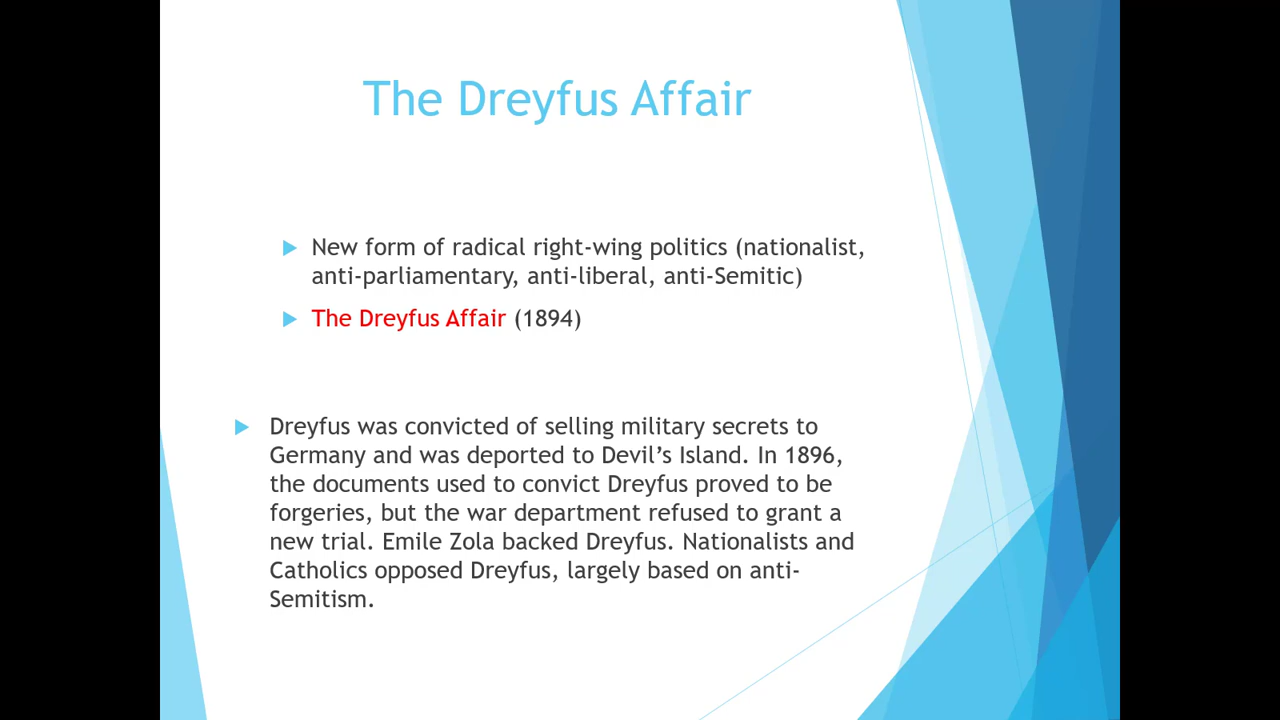 The Dreyfus Affair
New form of radical right-wing politics (nationalist,
anti-parliamentary, anti-liberal, anti-Semitic)
The Dreyfus Affair (1894)
Dreyfus was convicted of selling military secrets to
Germany and was deported to Devil’s Island. In 1896,
the documents used to convict Dreyfus proved to be
forgeries, but the war department refused to grant a
new trial. Emile Zola backed Dreyfus. Nationalists and
Catholics opposed Dreyfus, largely based on anti-
Semitism.